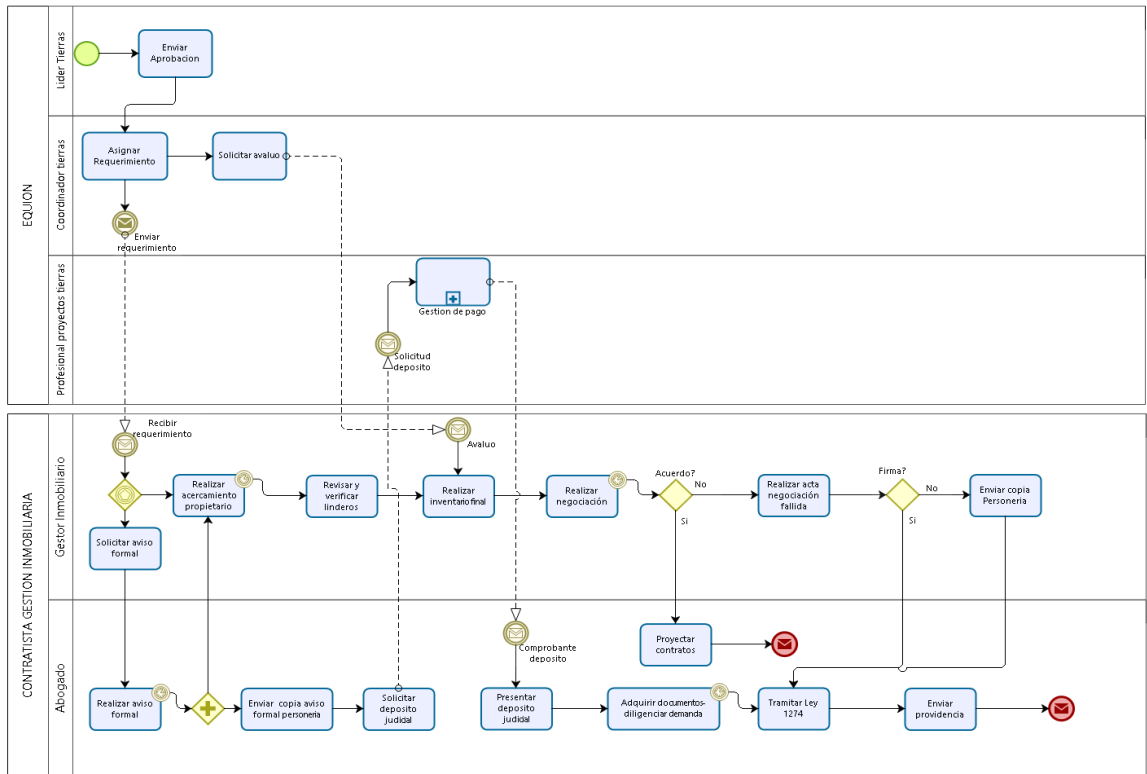 EQUION
Lider Tierras
Enviar
Aprobacion
Coordinador tierras
Asignar
Requerimiento
Solicitar avaluo
Enviar
requerimiento
Profesional proyectos tierras
Gestion de pago
Solicitud
deposito
CONTRATISTA GESTION INMOBILIARIA
Gestor Inmobiliario
Recibir
requerimiento
Avaluo
Realizar
acercamiento
propietario
Revisar y
verificar
linderos
Realizar
inventario final
Realizar
negociación
Acuerdo?
No
Si
Realizar acta
negociación
fallida
Firma?
No
Si
Enviar copia
Personeria
Solicitar aviso
formal
Abogado
Comprobante
deposito
Proyectar
contratos
Realizar aviso
formal
Enviar copia aviso
formal personeria
Solicitar
deposito
judicial
Presentar
deposito
judicial
Adquirir documentos-
diligenciar demanda
Tramitar Ley
1274
Enviar
providencia